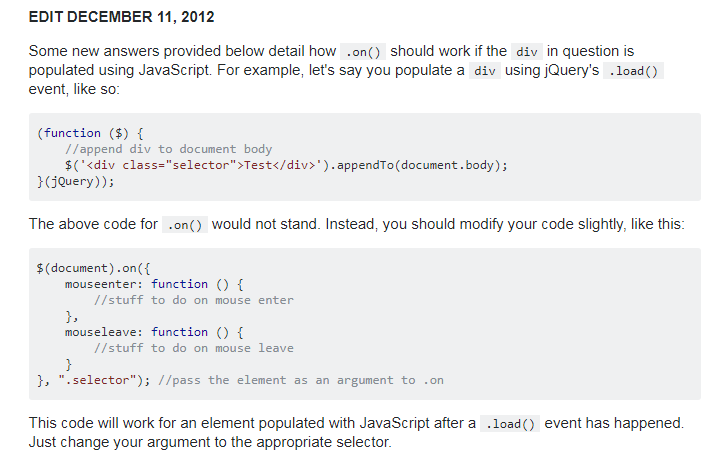 EDIT DECEMBER 11, 2012
Some new answers provided below detail how .on() should work if the div in question is
populated using JavaScript. For example, let's say you populate a div using jQuery's .load()
event, like so:
(function ($) {
    //append div to document body
    $('<div class="selector">Test</div>').appendTo(document.body);
}(jQuery));
The above code for .on() would not stand. Instead, you should modify your code slightly, like this:
$(document).on({
    mouseenter: function () {
        //stuff to do on mouse enter
    },
    mouseleave: function () {
        //stuff to do on mouse leave
    }
}, ".selector"); //pass the element as an argument to .on
This code will work for an element populated with JavaScript after a .load() event has happened.
Just change your argument to the appropriate selector.